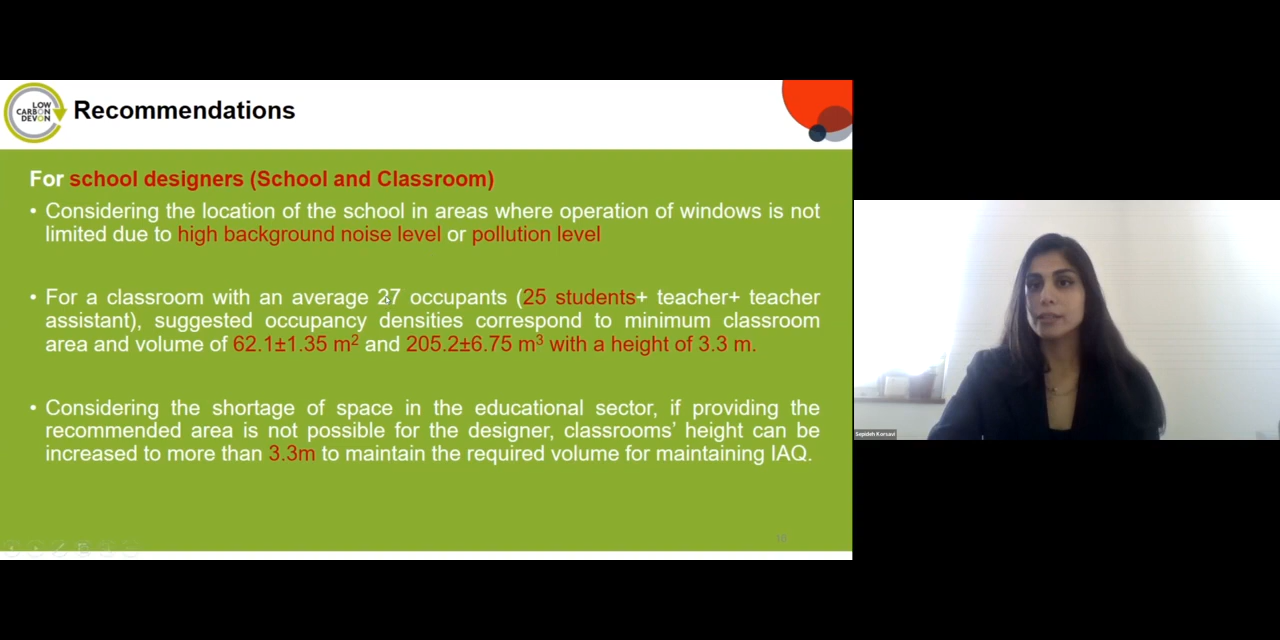 LOW
CARBON
DEVON
Recommendations
For school designers (School and Classroom)
• Considering the location of the school in areas where operation of windows is not
limited due to high background noise level or pollution level
• For a classroom with an average 27 occupants (25 students+ teacher+ teacher
assistant), suggested occupancy densities correspond to minimum classroom
area and volume of 62.1±1.35 m² and 205.2±6.75 m³ with a height of 3.3 m.
• Considering the shortage of space in the educational sector, if providing the
recommended area is not possible for the designer, classrooms' height can be
increased to more than 3.3m to maintain the required volume for maintaining IAQ.
Sepideh Korsavi